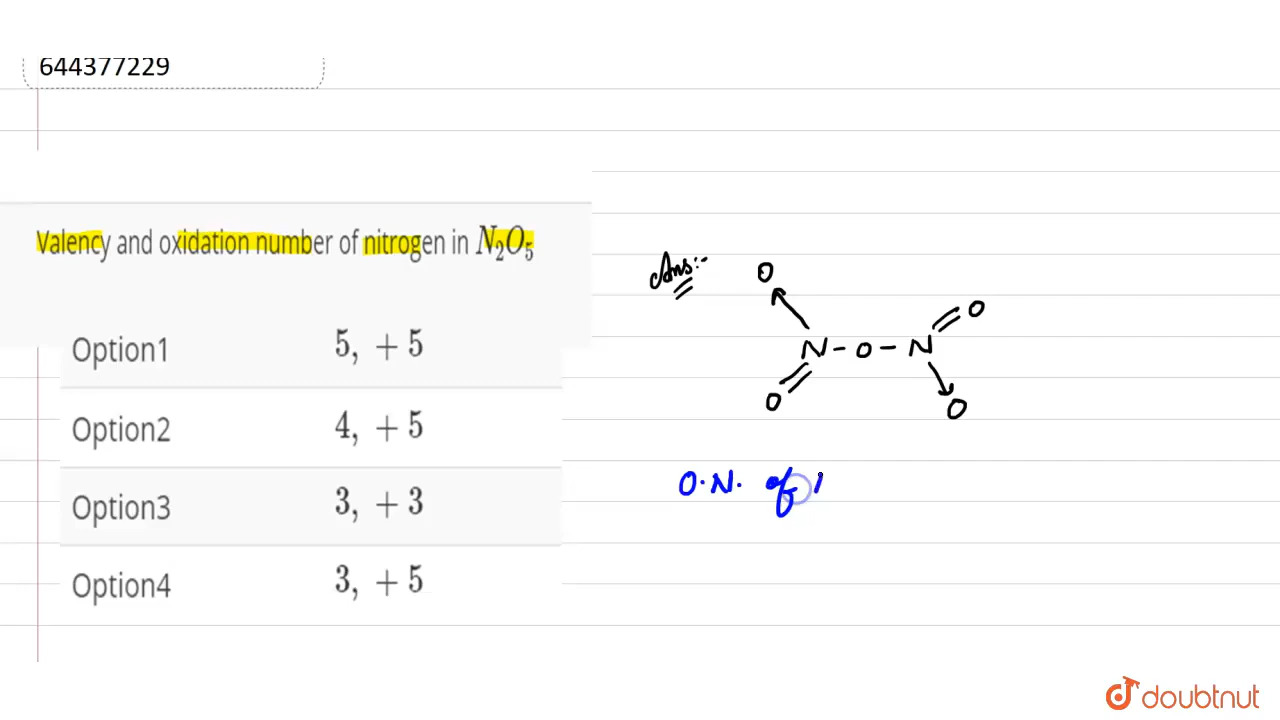 644377229
Valency and oxidation number of nitrogen in N₂O₅
Option1 5, +5
Option2 4, +5
Option3 3, +3
Option4 3, +5
Ans:-
O
O
N - O - N
O
O
O.N. of
doubtnut